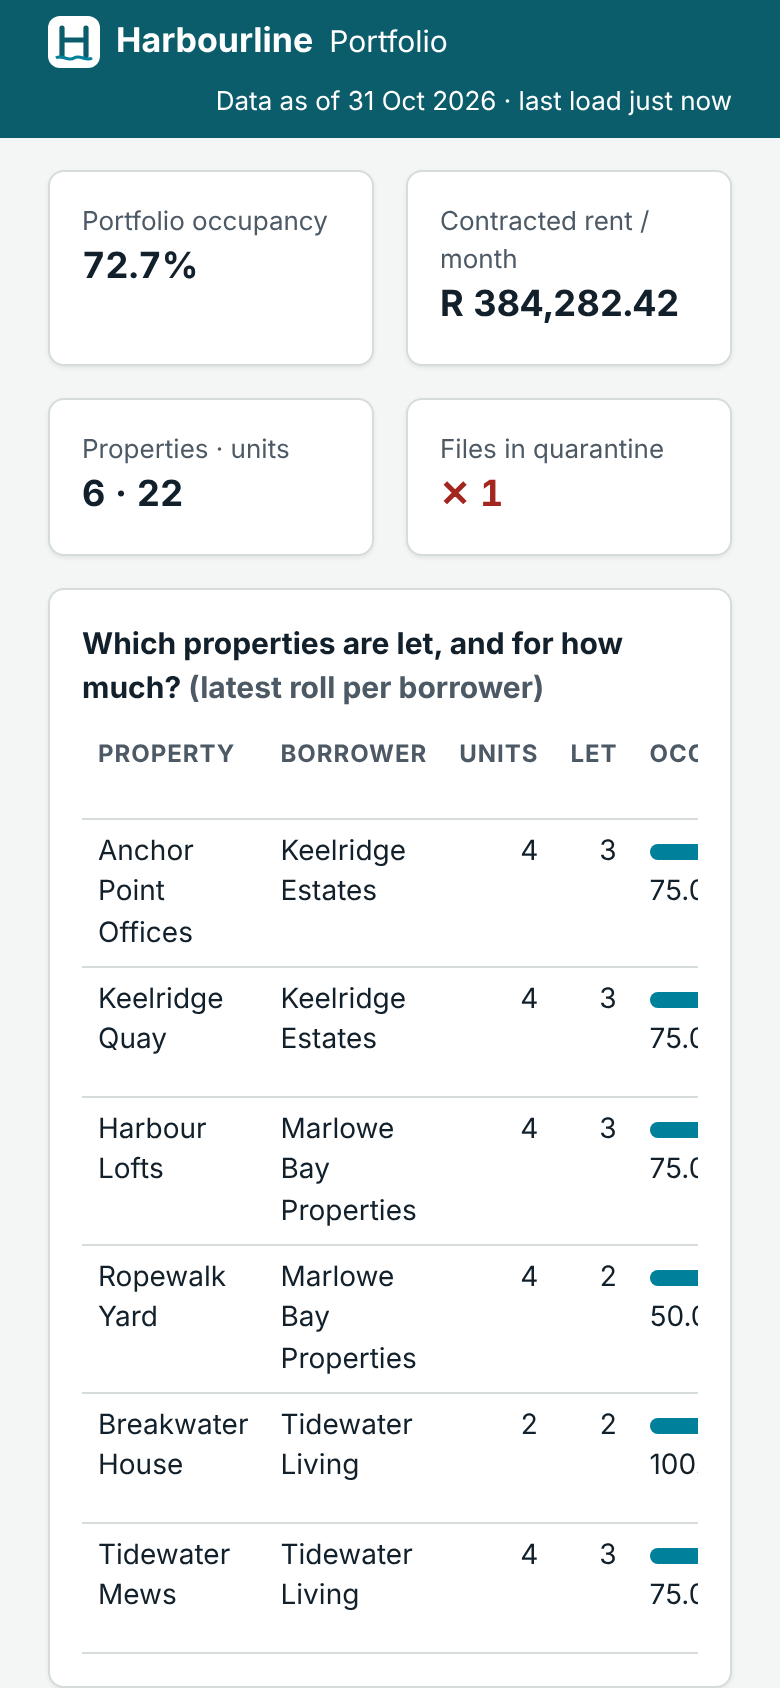 Harbourline Portfolio
Data as of 31 Oct 2026 · last load just now
Portfolio occupancy
72.7%
Contracted rent /
month
R 384,282.42
Properties · units
6 · 22
Files in quarantine
✕ 1
Which properties are let, and for how
much? (latest roll per borrower)
PROPERTY BORROWER UNITS LET
Anchor Keelridge 4 3
Point Estates
Offices
Keelridge Keelridge 4 3
Quay Estates
Harbour Marlowe 4 3
Lofts Bay
Properties
Ropewalk Marlowe 4 2
Yard Bay
Properties
Breakwater Tidewater 2 2
House Living
Tidewater Tidewater 4 3
Mews Living